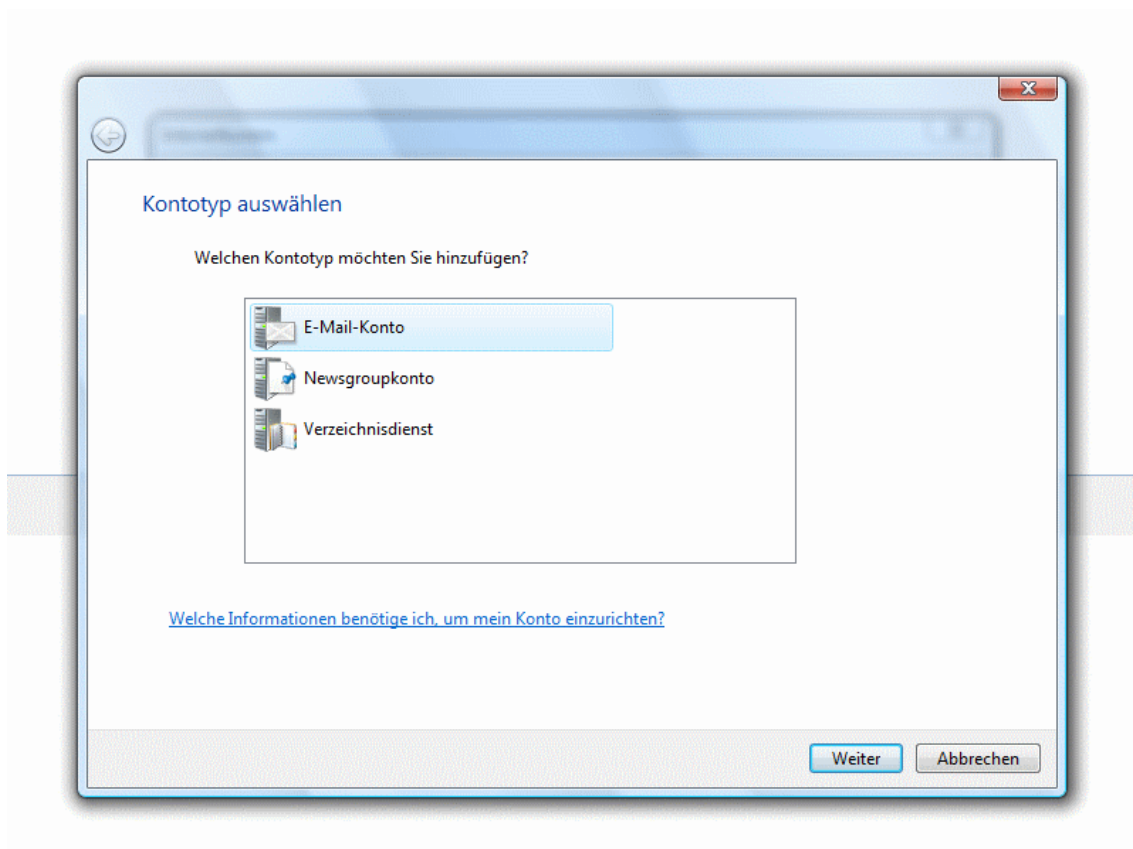 Kontotyp auswählen
Welchen Kontotyp möchten Sie hinzufügen?
E-Mail-Konto
Newsgroupkonto
Verzeichnisdienst
Welche Informationen benötige ich, um mein Konto einzurichten?
Weiter
Abbrechen